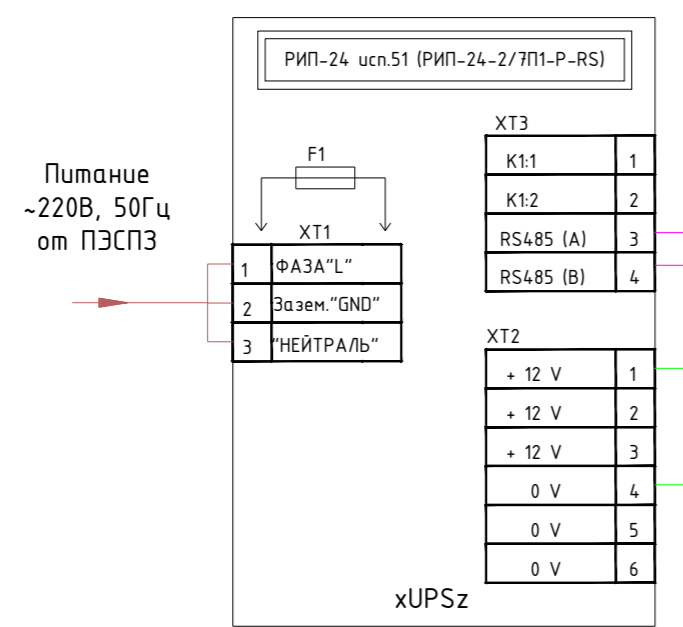 РИП-24 исп.51 (РИП-24-2/7П1-Р-RS)
Питание
~220В, 50Гц
от ПЭСПЗ
F1
XT1
1 ФАЗА"L"
2 Зазем."GND"
3 "НЕЙТРАЛЬ"
XT3
К1:1 1
К1:2 2
RS485 (A) 3
RS485 (B) 4
XT2
+ 12 V 1
+ 12 V 2
+ 12 V 3
0 V 4
0 V 5
0 V 6
xUPSz